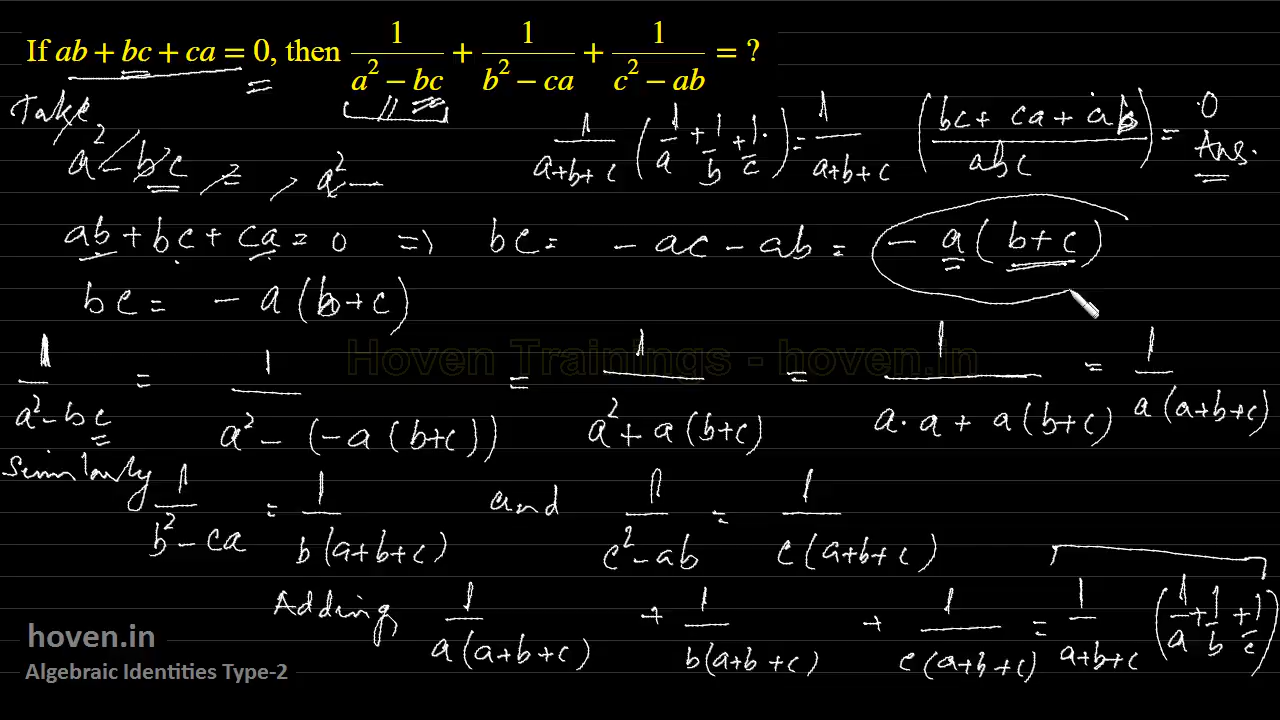 If ab + bc + ca = 0, then 1/(a² − bc) + 1/(b² − ca) + 1/(c² − ab) = ?
Take
1/(a+b+c) (1/a + 1/b + 1/c) = 1/(a+b+c) ((bc + ca + ab)/abc) = 0
Ans.
a² − bc = , a² −
ab + bc + ca = 0 ⇒ bc = − ac − ab = − a(b+c)
bc = − a(b+c)
Hoven Trainings - hoven.in
1/(a² − bc) = 1/(a² − (−a(b+c))) = 1/(a² + a(b+c)) = 1/(a·a + a(b+c)) = 1/(a(a+b+c))
Similarly 1/(b² − ca) = 1/(b(a+b+c)) and 1/(c² − ab) = 1/(c(a+b+c))
Adding 1/(a(a+b+c)) + 1/(b(a+b+c)) + 1/(c(a+b+c)) = 1/(a+b+c) (1/a + 1/b + 1/c)
hoven.in
Algebraic Identities Type-2